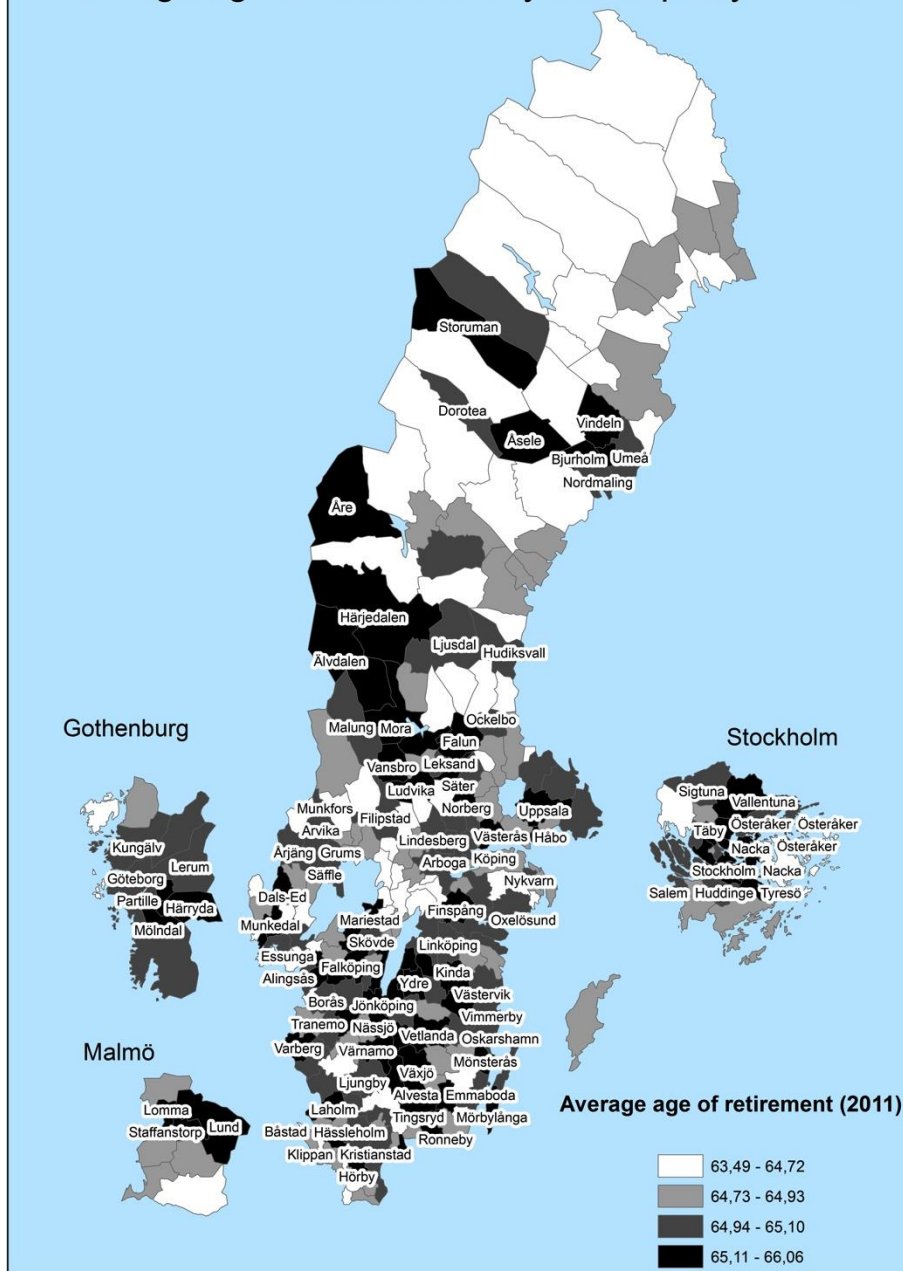 Storuman
Dorotea
Vindeln
Åsele
Bjurholm
Umeå
Nordmaling
Åre
Härjedalen
Ljusdal
Hudiksvall
Älvdalen
Gothenburg
Malung
Mora
Ockelbo
Stockholm
Falun
Vansbro
Leksand
Sigtuna
Ludvika
Säter
Vallentuna
Munkfors
Norberg
Uppsala
Filipstad
Täby
Österåker
Österåker
Arvika
Lindesberg
Västerås
Håbo
Kungälv
Nacka
Österåker
Årjäng
Grums
Arboga
Köping
Lerum
Stockholm
Nacka
Göteborg
Säffle
Nykvarn
Salem
Huddinge
Tyresö
Partille
Härryda
Dals-Ed
Finspång
Oxelösund
Mölndal
Mariestad
Munkedal
Skövde
Linköping
Essunga
Falköping
Kinda
Alingsås
Ydre
Västervik
Borås
Jönköping
Vimmerby
Tranemo
Nässjö
Vetlanda
Oskarshamn
Malmö
Varberg
Värnamo
Mönsterås
Växjö
Ljungby
Alvesta
Emmaboda
Lomma
Laholm
Tingsryd
Mörbylånga
Staffanstorp
Lund
Båstad
Hässleholm
Ronneby
Klippan
Kristianstad
Hörby
Average age of retirement (2011)
63,49 - 64,72
64,73 - 64,93
64,94 - 65,10
65,11 - 66,06